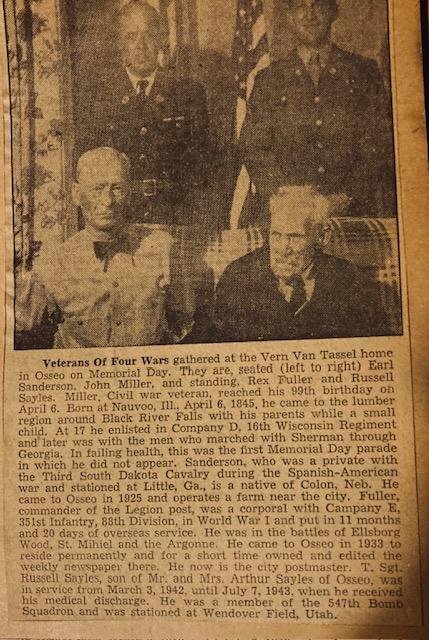 Veterans Of Four Wars gathered at the Vern Van Tassel home
in Osseo on Memorial Day. They are, seated (left to right) Earl
Sanderson, John Miller, and standing, Rex Fuller and Russell
Sayles. Miller, Civil war veteran, reached his 99th birthday on
April 6. Born at Nauvoo, Ill., April 6, 1845, he came to the lumber
region around Black River Falls with his parents while a small
child. At 17 he enlisted in Company D, 16th Wisconsin Regiment
and later was with the men who marched with Sherman through
Georgia. In failing health, this was the first Memorial Day parade
in which he did not appear. Sanderson, who was a private with
the Third South Dakota Cavalry during the Spanish-American
war and stationed at Little, Ga., is a native of Colon, Neb. He
came to Osseo in 1925 and operates a farm near the city. Fuller,
commander of the Legion post, was a corporal with Campany E,
351st Infantry, 88th Division, in World War I and put in 11 months
and 20 days of overseas service. He was in the battles of Ellsborg
Wood, St. Mihiel and the Argonne. He came to Osseo in 1933 to
reside permanently and for a short time owned and edited the
weekly newspaper there. He now is the city postmaster. T. Sgt.
Russell Sayles, son of Mr. and Mrs. Arthur Sayles of Osseo, was
in service from March 3, 1942, until July 7, 1943, when he received
his medical discharge. He was a member of the 547th Bomb
Squadron and was stationed at Wendover Field, Utah.